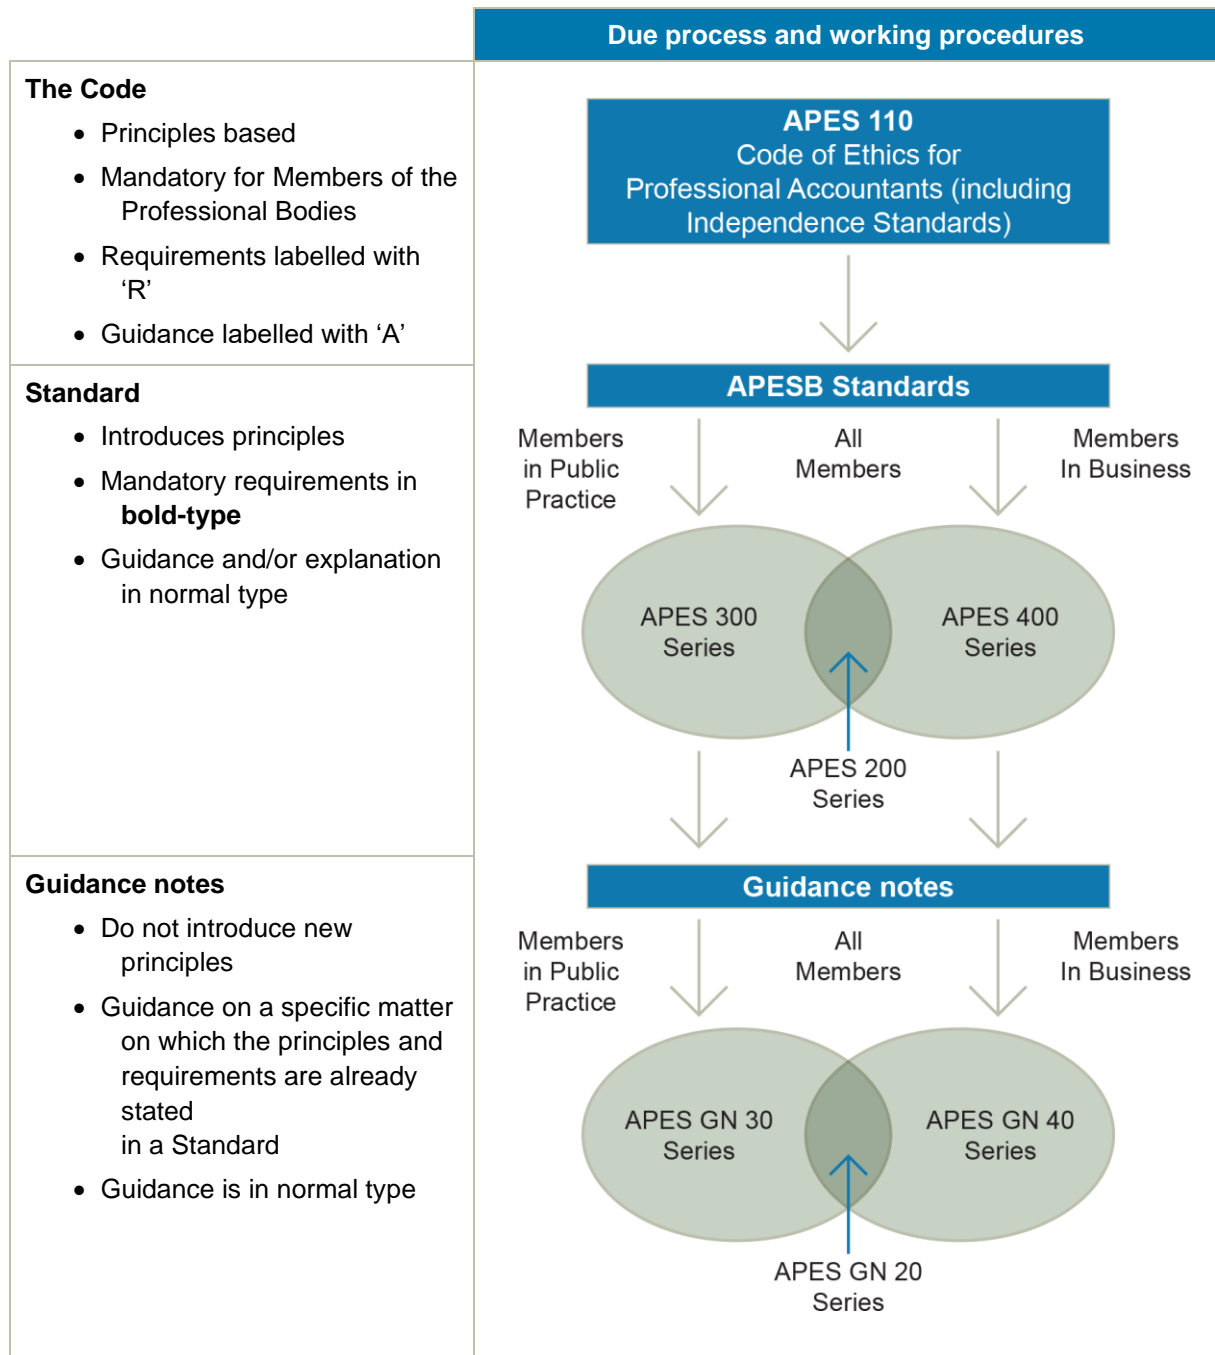 Due process and working procedures
The Code
• Principles based
• Mandatory for Members of the
Professional Bodies
• Requirements labelled with
‘R’
• Guidance labelled with ‘A’
APES 110
Code of Ethics for
Professional Accountants (including
Independence Standards)
Standard
• Introduces principles
• Mandatory requirements in
bold-type
• Guidance and/or explanation
in normal type
APESB Standards
Members
in Public
Practice
All
Members
Members
In Business
APES 300
Series
APES 400
Series
APES 200
Series
Guidance notes
• Do not introduce new
principles
• Guidance on a specific matter
on which the principles and
requirements are already
stated
in a Standard
• Guidance is in normal type
Guidance notes
Members
in Public
Practice
All
Members
Members
In Business
APES GN 30
Series
APES GN 40
Series
APES GN 20
Series